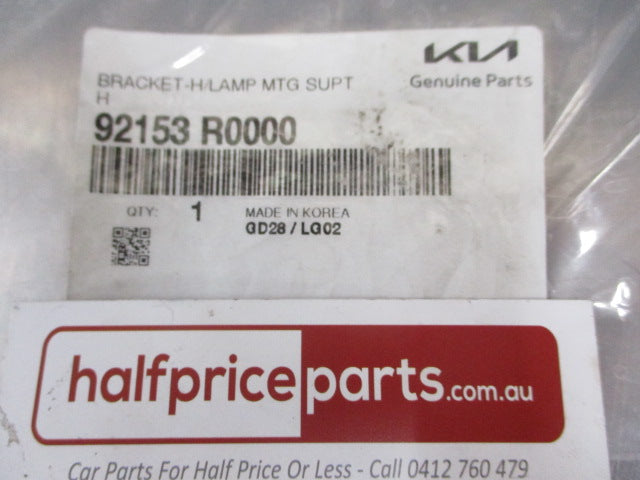 KIA
Genuine Parts
BRACKET-H/LAMP MTG SUPT
H
92153 R0000
QTY: 1
MADE IN KOREA
GD28 / LG02
halfpriceparts.com.au
Car Parts For Half Price Or Less - Call 0412 760 479